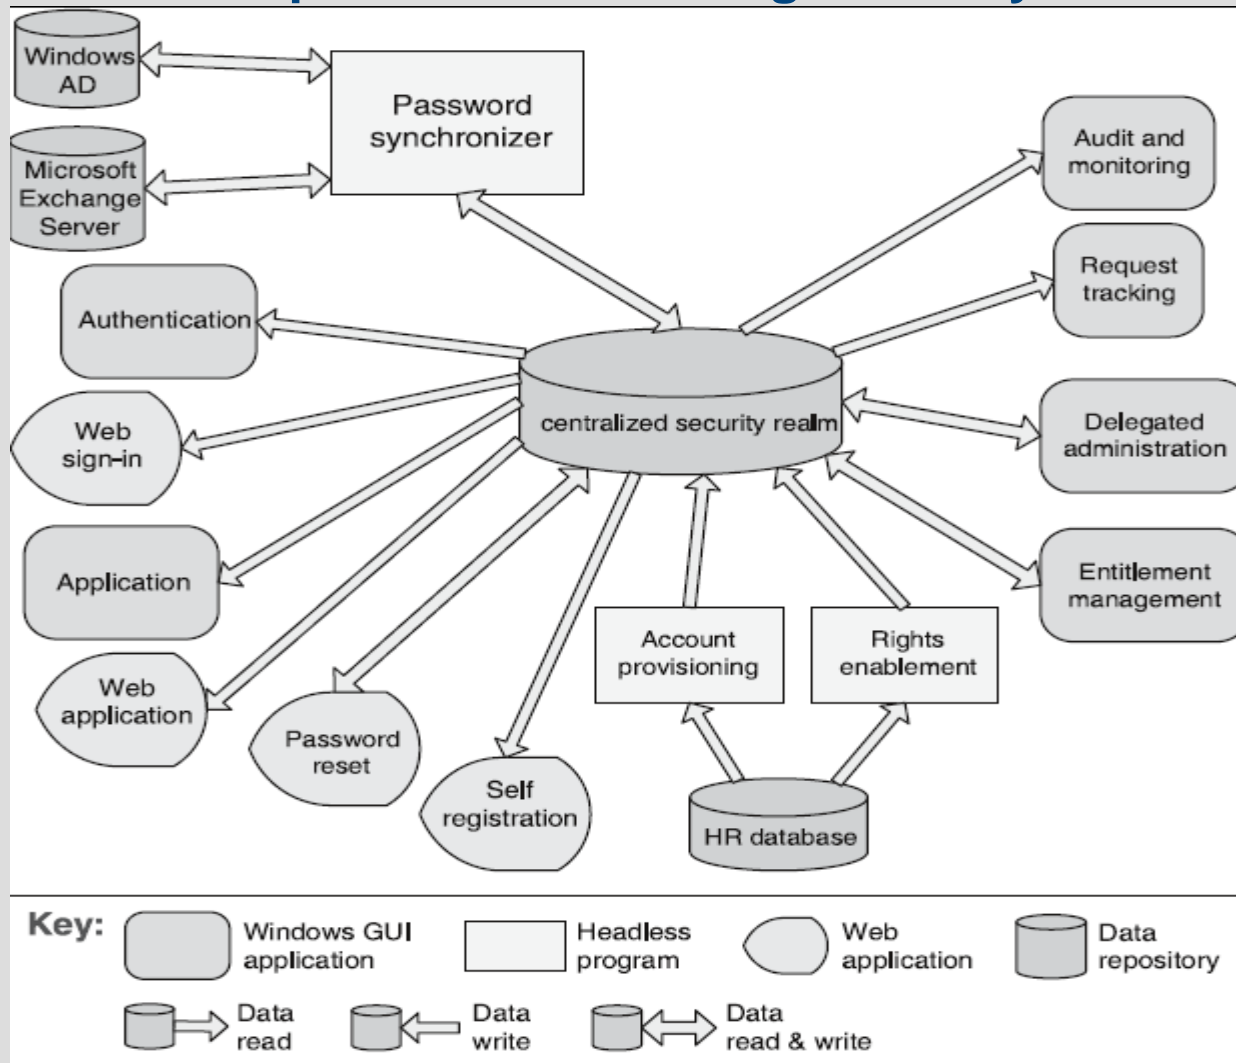 Windows
AD
Password
synchronizer
Microsoft
Exchange
Server
Audit and
monitoring
Request
tracking
Authentication
centralized security realm
Delegated
administration
Web
sign-in
Application
Entitlement
management
Account
provisioning
Rights
enablement
Web
application
Password
reset
Self
registration
HR database
Key:
Windows GUI
application
Headless
program
Web
application
Data
repository
Data
read
Data
write
Data
read & write